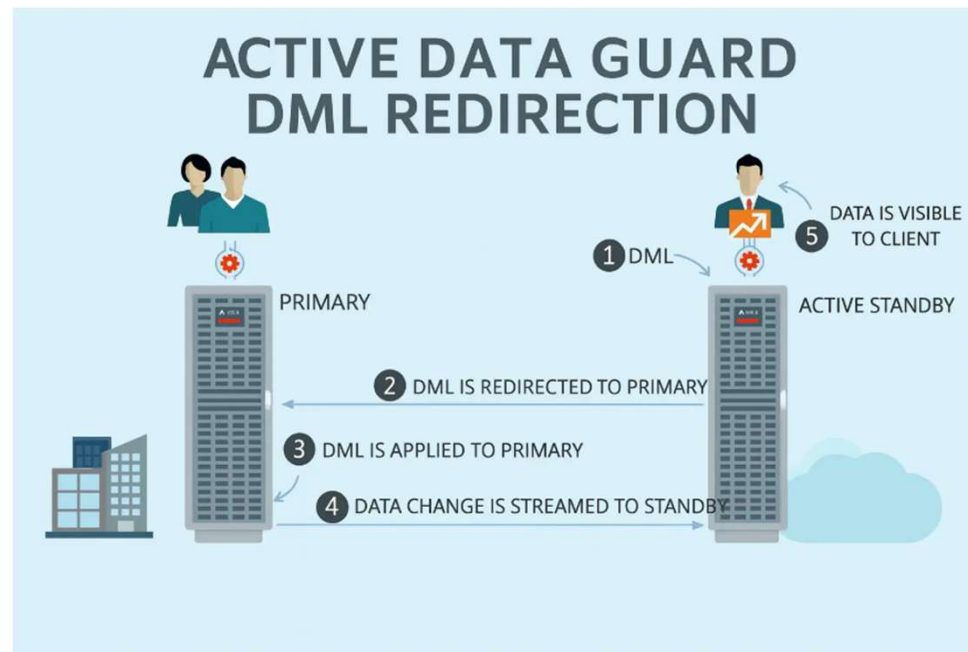 ACTIVE DATA GUARD
DML REDIRECTION
5 DATA IS VISIBLE
TO CLIENT
1 DML
PRIMARY
ACTIVE STANDBY
2 DML IS REDIRECTED TO PRIMARY
3 DML IS APPLIED TO PRIMARY
4 DATA CHANGE IS STREAMED TO STANDBY